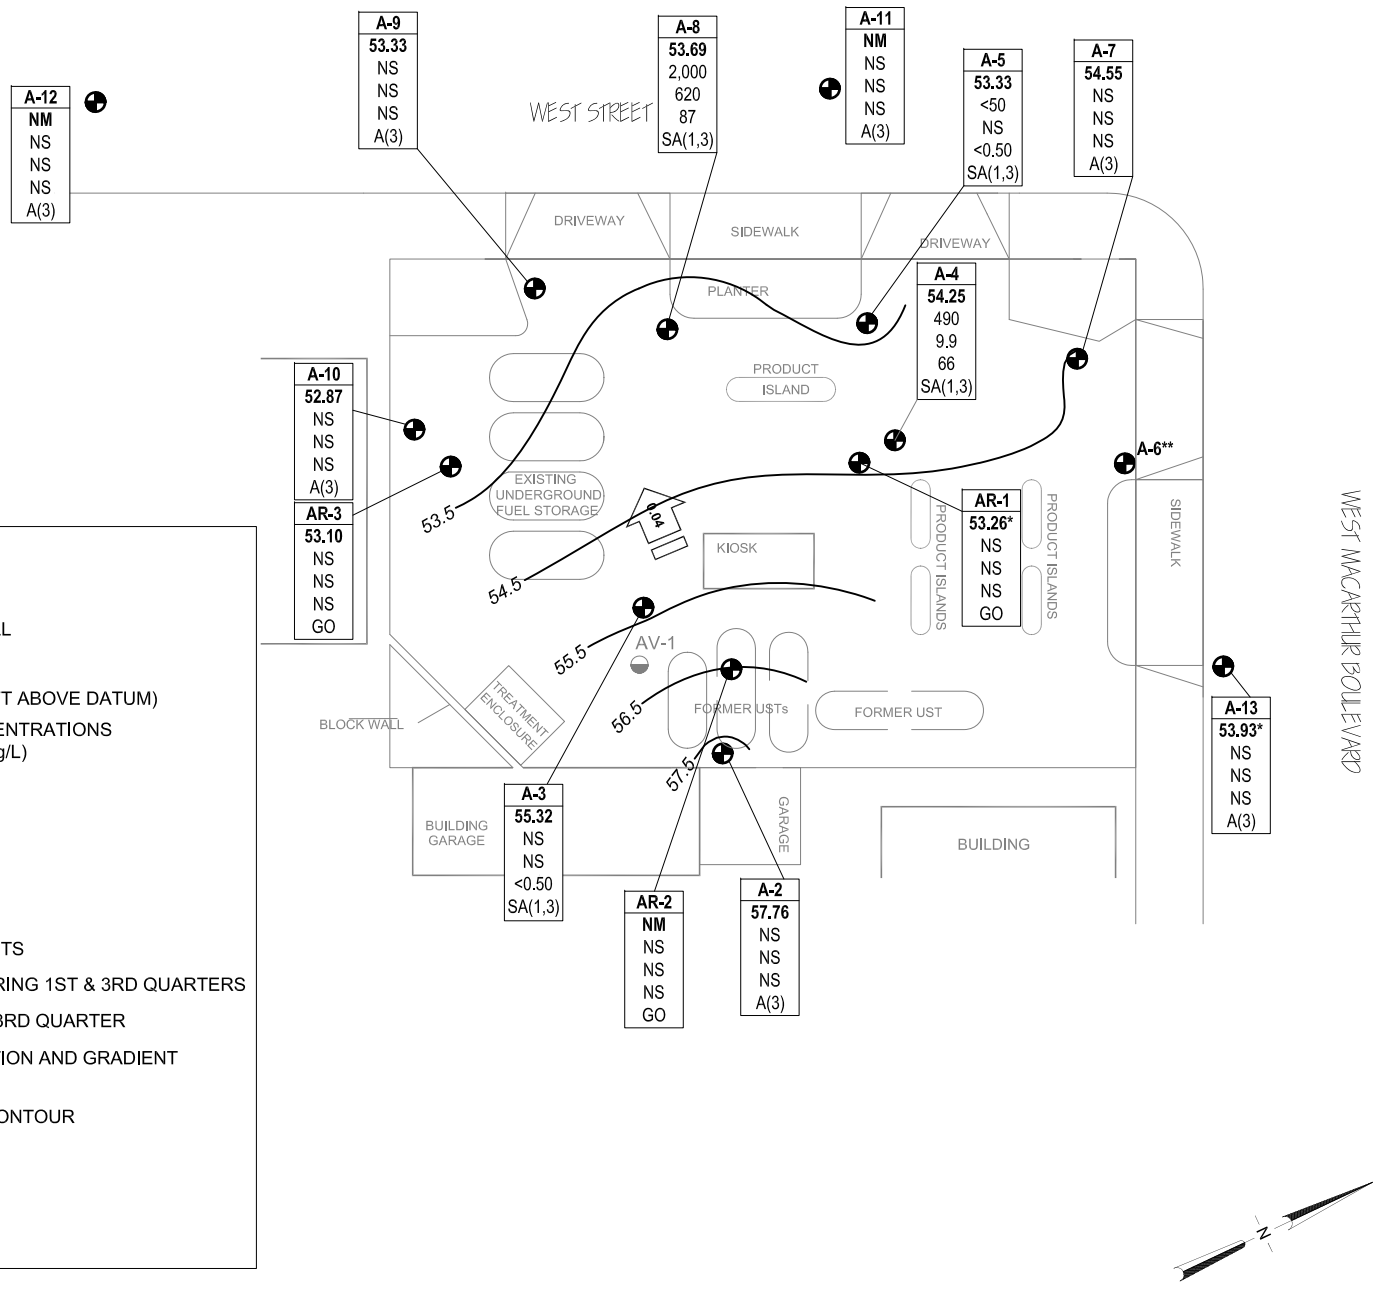 A-9
53.33
NS
NS
NS
A(3)
A-8
53.69
2,000
620
87
SA(1,3)
A-11
NM
NS
NS
NS
A(3)
A-5
53.33
<50
NS
<0.50
SA(1,3)
A-7
54.55
NS
NS
NS
A(3)
A-12
NM
NS
NS
NS
A(3)
WEST STREET
DRIVEWAY
SIDEWALK
DRIVEWAY
PLANTER
A-4
54.25
490
9.9
66
SA(1,3)
PRODUCT
ISLAND
A-10
52.87
NS
NS
NS
A(3)
AR-3
53.10
NS
NS
NS
GO
EXISTING
UNDERGROUND
FUEL STORAGE
53.5
54.5
55.5
56.5
57.5
0.04
KIOSK
A-6**
AR-1
53.26*
NS
NS
NS
GO
PRODUCT ISLANDS
PRODUCT ISLANDS
SIDEWALK
WEST MACARTHUR BOULEVARD
AV-1
TREATMENT
ENCLOSURE
BLOCK WALL
FORMER USTs
FORMER UST
A-13
53.93*
NS
NS
NS
A(3)
A-3
55.32
NS
NS
<0.50
SA(1,3)
BUILDING
GARAGE
GARAGE
BUILDING
AR-2
NM
NS
NS
NS
GO
A-2
57.76
NS
NS
NS
A(3)
T ABOVE DATUM)
ENTRATIONS
g/L)
TS
RING 1ST & 3RD QUARTERS
3RD QUARTER
TION AND GRADIENT
ONTOUR
N